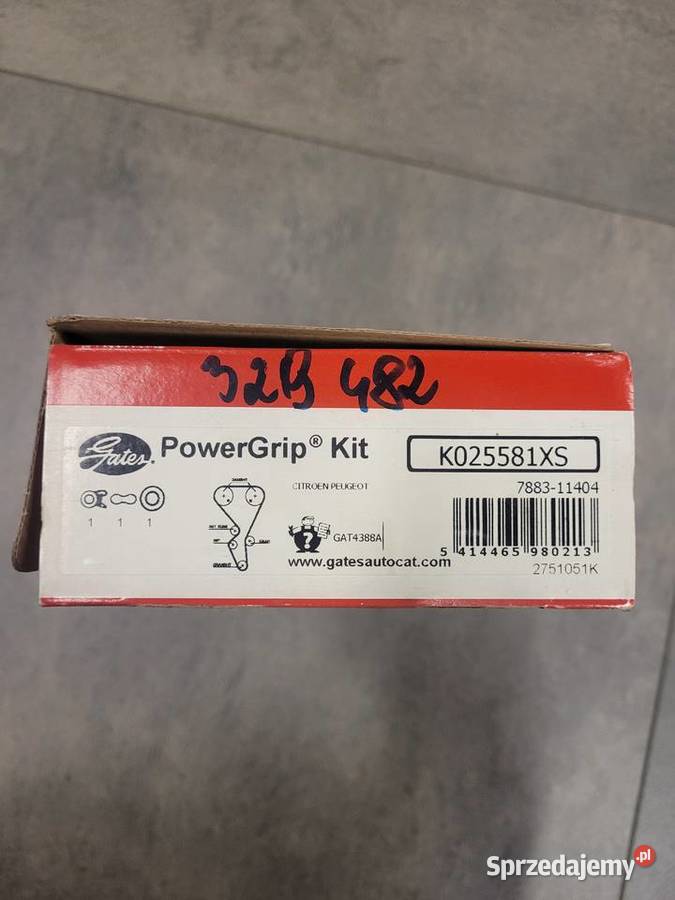 32B 482
Gates
PowerGrip® Kit
K025581XS
7883-11404
CITROEN PEUGEOT
1 1 1
GAT4388A
5 414465 980213
www.gatesautocat.com
2751051K
Sprzedajemy.pl